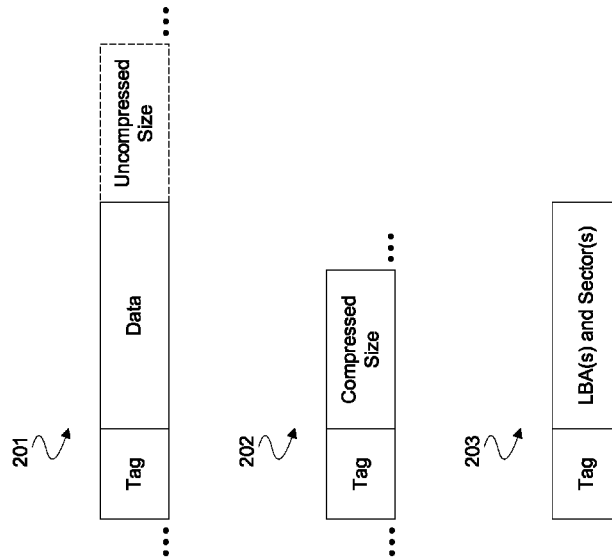 201
Tag
Data
Uncompressed
Size
202
Tag
Compressed
Size
203
Tag
LBA(s) and Sector(s)